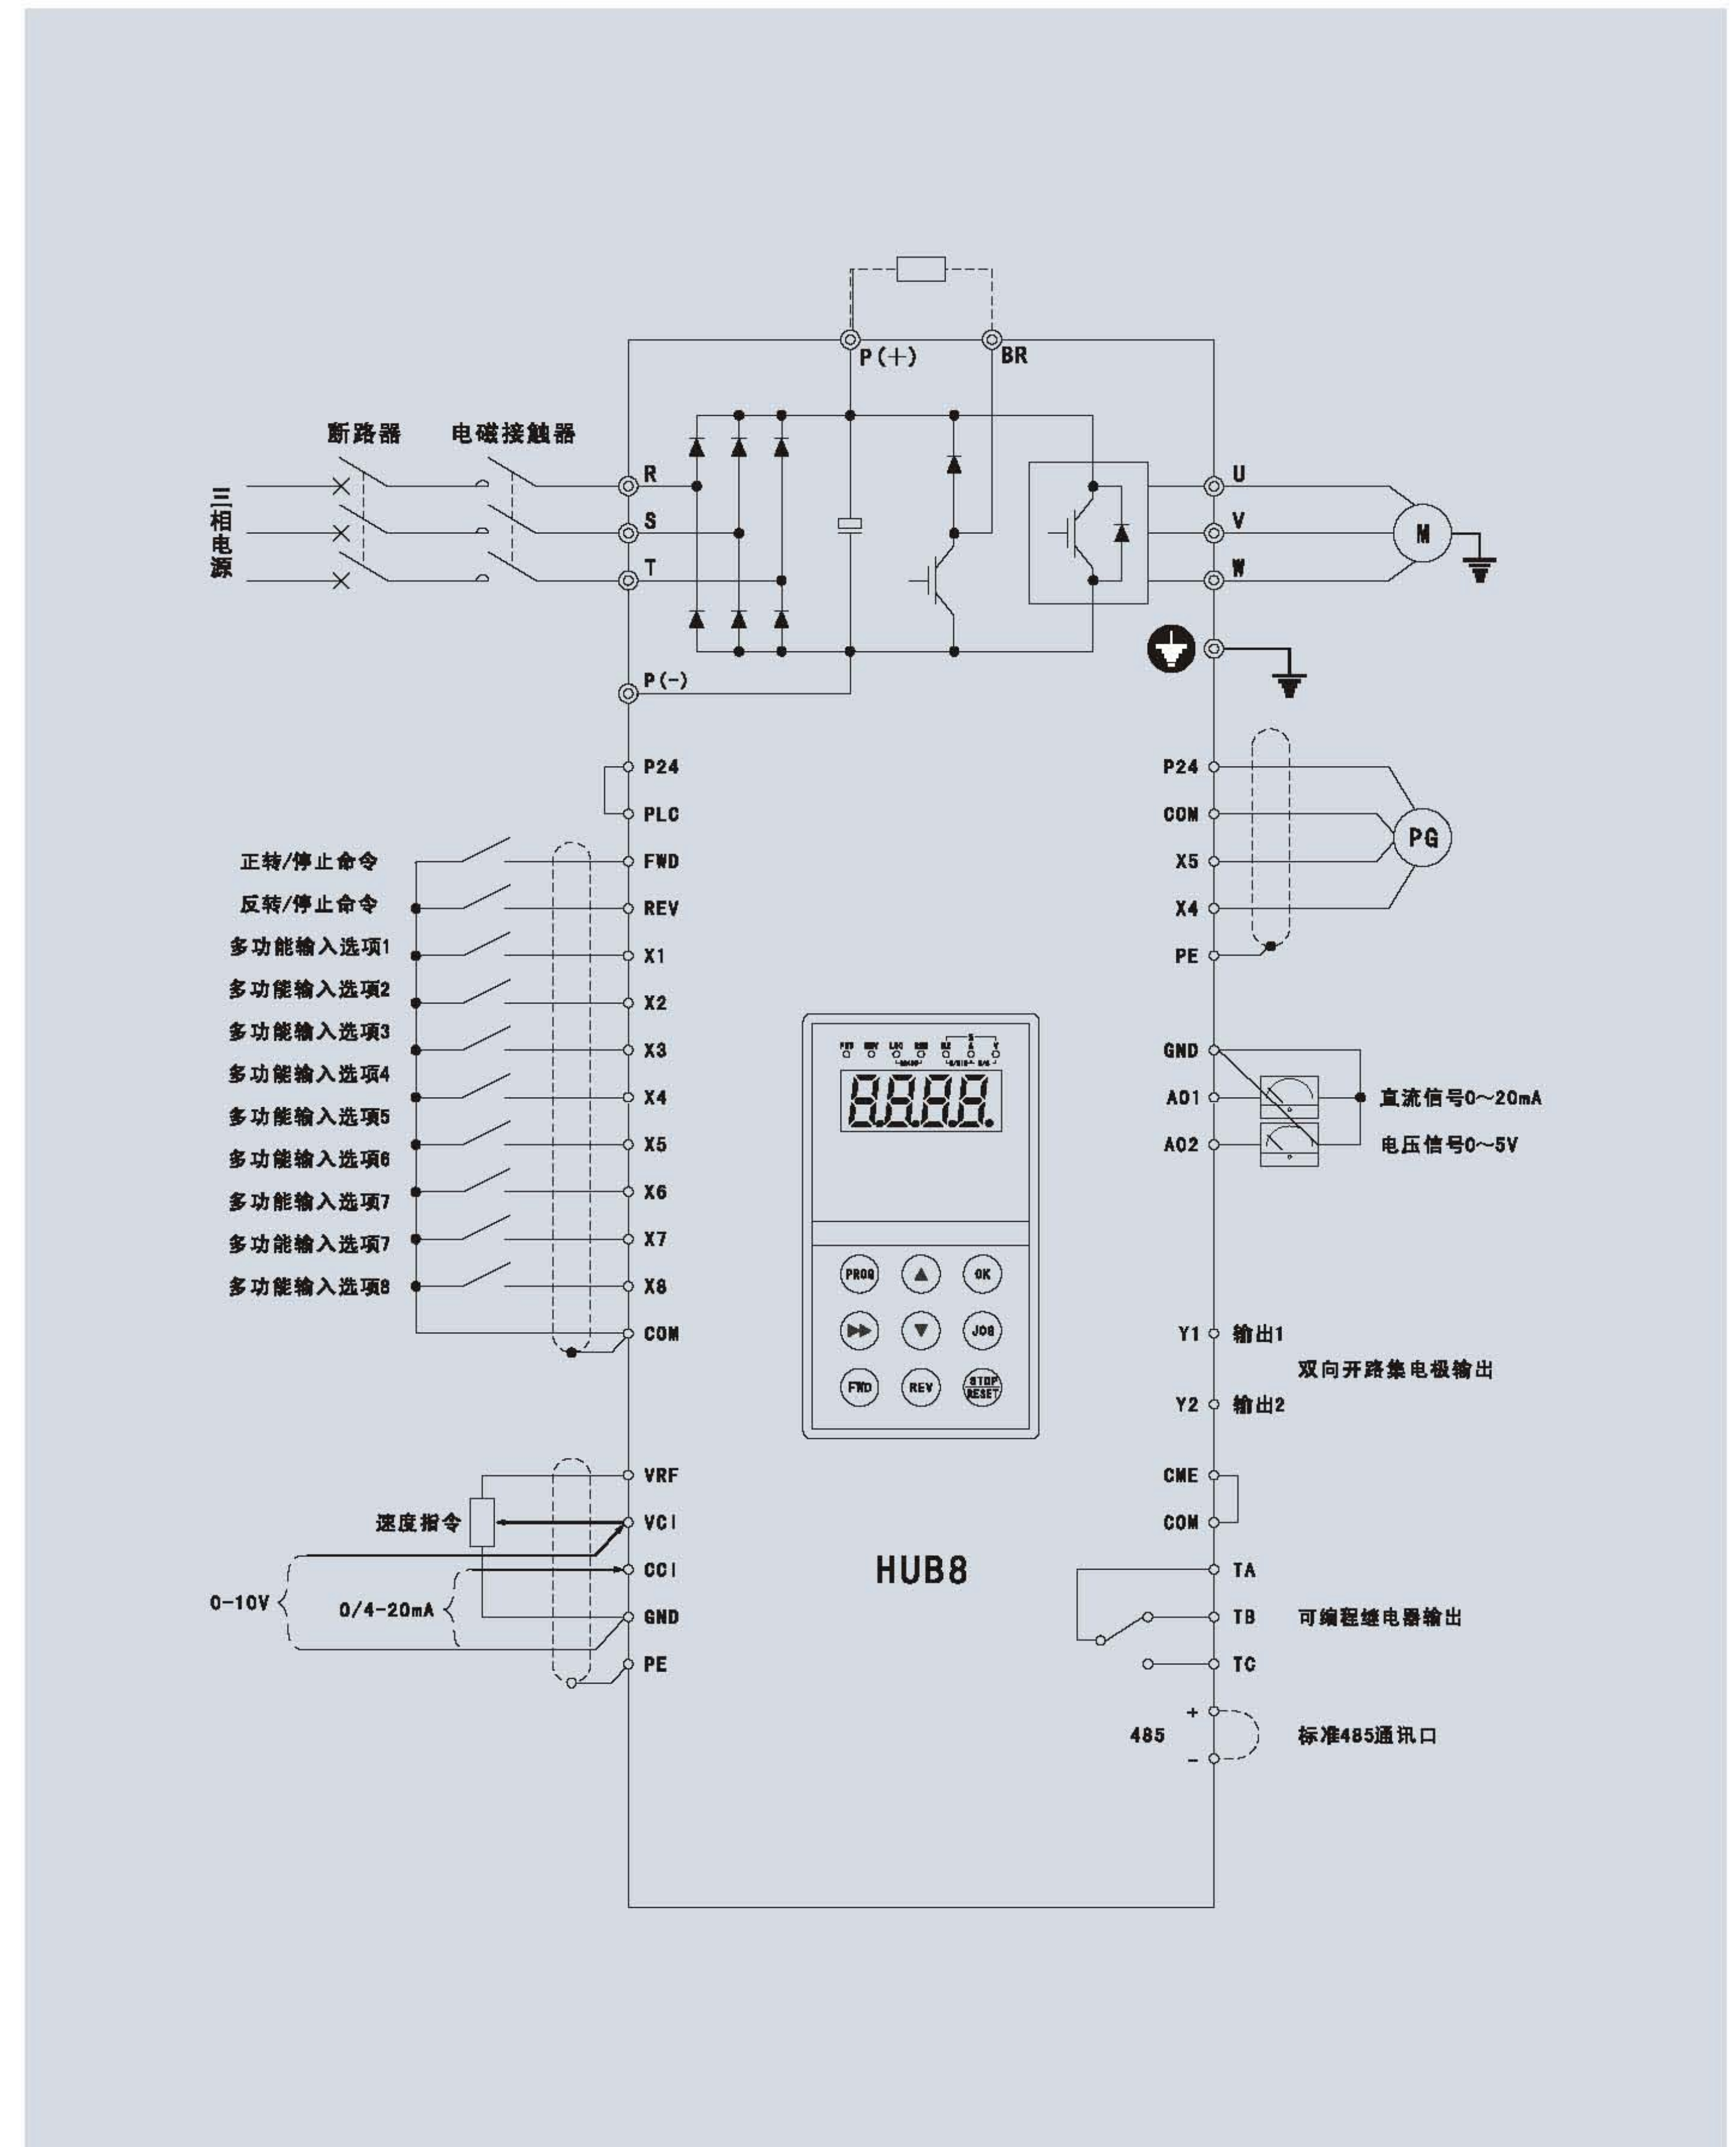 P(+)
BR
断路器
电磁接触器
三相电源
R
S
T
U
V
W
M
P(-)
P24
PLC
正转/停止命令
FWD
反转/停止命令
REV
多功能输入选项1
X1
多功能输入选项2
X2
多功能输入选项3
X3
多功能输入选项4
X4
多功能输入选项5
X5
多功能输入选项6
X6
多功能输入选项7
X7
多功能输入选项7
多功能输入选项8
X8
COM
P24
COM
X5
X4
PE
PG
GND
AO1
直流信号0～20mA
AO2
电压信号0～5V
8.8.8.8.
PROG
OK
JOG
FWD
REV
STOP
RESET
Y1
输出1
双向开路集电极输出
Y2
输出2
VRF
速度指令
VCI
CCI
0-10V
0/4-20mA
GND
PE
HUB8
CME
COM
TA
TB
可编程继电器输出
TC
+
485
标准485通讯口
-